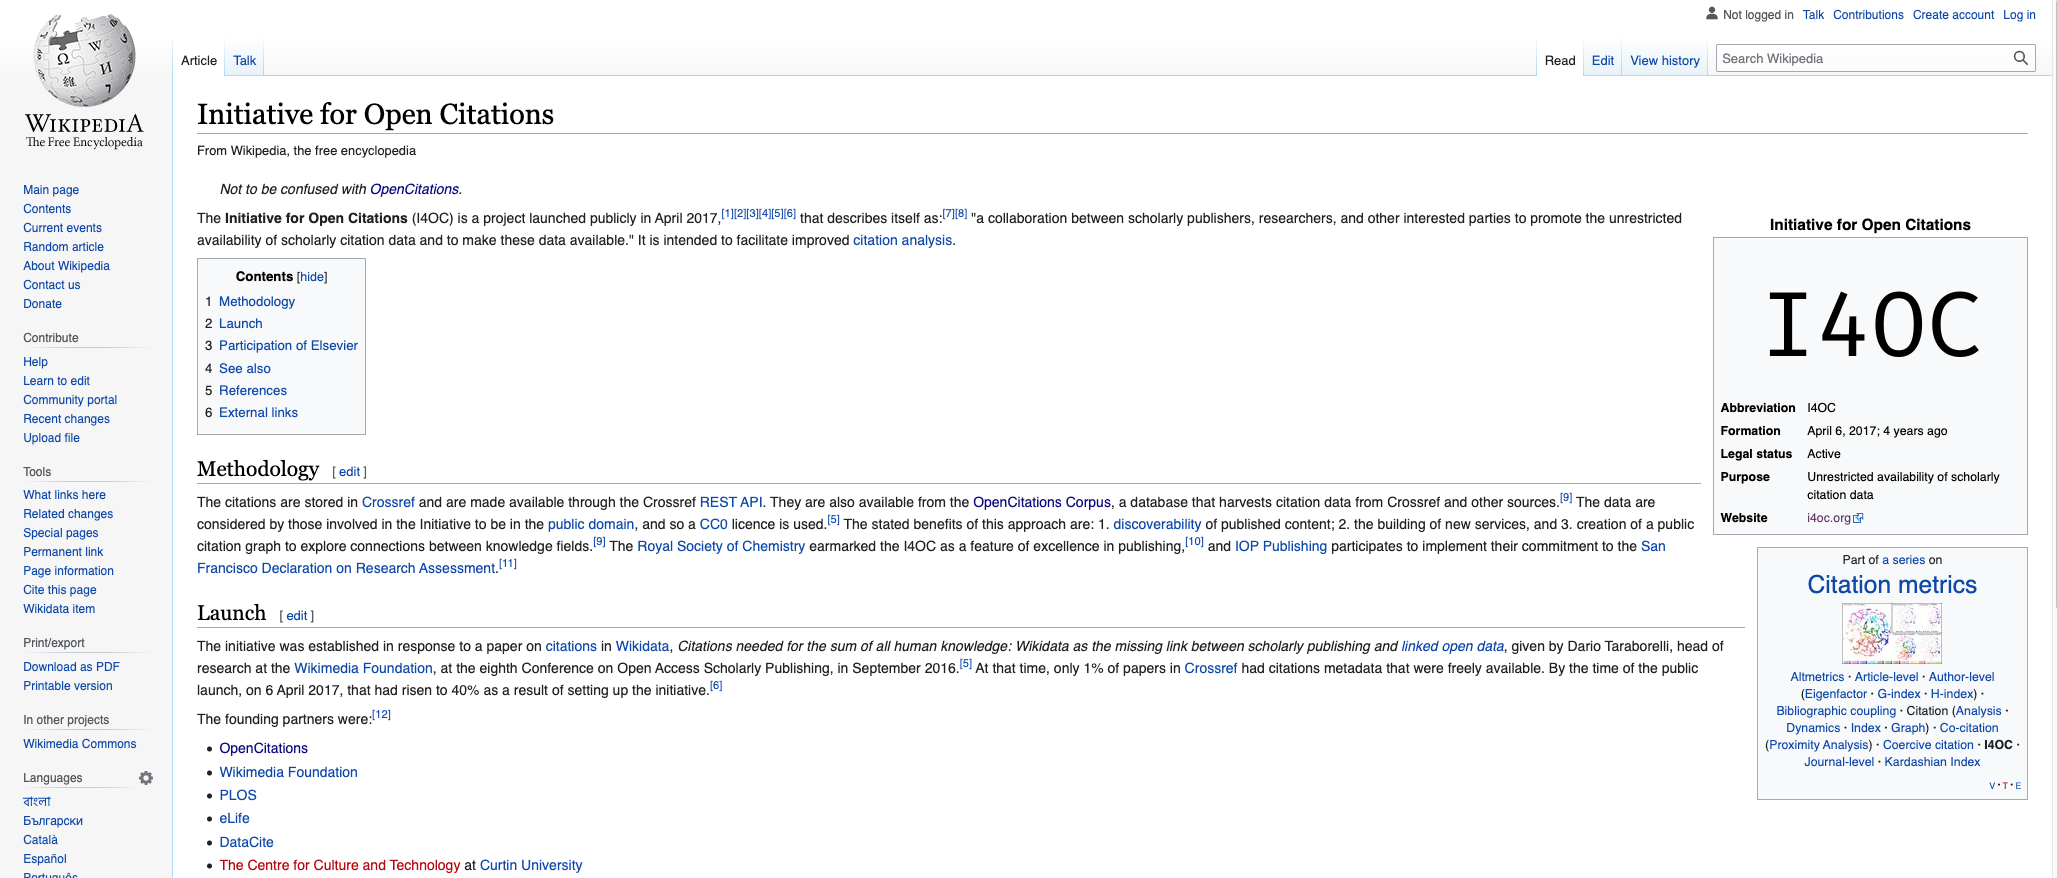 Not logged in Talk Contributions Create account Log in
WIKIPEDIA
The Free Encyclopedia
Article Talk
Read Edit View history
Search Wikipedia
Main page
Contents
Current events
Random article
About Wikipedia
Contact us
Donate
Contribute
Help
Learn to edit
Community portal
Recent changes
Upload file
Tools
What links here
Related changes
Special pages
Permanent link
Page information
Cite this page
Wikidata item
Print/export
Download as PDF
Printable version
In other projects
Wikimedia Commons
Languages
বাংলা
Български
Català
Español
Português
Initiative for Open Citations
From Wikipedia, the free encyclopedia
Not to be confused with OpenCitations.
The Initiative for Open Citations (I4OC) is a project launched publicly in April 2017,[1][2][3][4][5][6] that describes itself as:[7][8] "a collaboration between scholarly publishers, researchers, and other interested parties to promote the unrestricted
availability of scholarly citation data and to make these data available." It is intended to facilitate improved citation analysis.
Contents [hide]
1 Methodology
2 Launch
3 Participation of Elsevier
4 See also
5 References
6 External links
Methodology [ edit ]
The citations are stored in Crossref and are made available through the Crossref REST API. They are also available from the OpenCitations Corpus, a database that harvests citation data from Crossref and other sources.[9] The data are
considered by those involved in the Initiative to be in the public domain, and so a CC0 licence is used.[5] The stated benefits of this approach are: 1. discoverability of published content; 2. the building of new services, and 3. creation of a public
citation graph to explore connections between knowledge fields.[9] The Royal Society of Chemistry earmarked the I4OC as a feature of excellence in publishing,[10] and IOP Publishing participates to implement their commitment to the San
Francisco Declaration on Research Assessment.[11]
Launch [ edit ]
The initiative was established in response to a paper on citations in Wikidata, Citations needed for the sum of all human knowledge: Wikidata as the missing link between scholarly publishing and linked open data, given by Dario Taraborelli, head of
research at the Wikimedia Foundation, at the eighth Conference on Open Access Scholarly Publishing, in September 2016.[5] At that time, only 1% of papers in Crossref had citations metadata that were freely available. By the time of the public
launch, on 6 April 2017, that had risen to 40% as a result of setting up the initiative.[6]
The founding partners were:[12]
• OpenCitations
• Wikimedia Foundation
• PLOS
• eLife
• DataCite
• The Centre for Culture and Technology at Curtin University
Initiative for Open Citations
I4OC
Abbreviation I4OC
Formation April 6, 2017; 4 years ago
Legal status Active
Purpose Unrestricted availability of scholarly
citation data
Website i4oc.org
Part of a series on
Citation metrics
Altmetrics · Article-level · Author-level
(Eigenfactor · G-index · H-index) ·
Bibliographic coupling · Citation (Analysis ·
Dynamics · Index · Graph) · Co-citation
(Proximity Analysis) · Coercive citation · I4OC ·
Journal-level · Kardashian Index
V · T · E